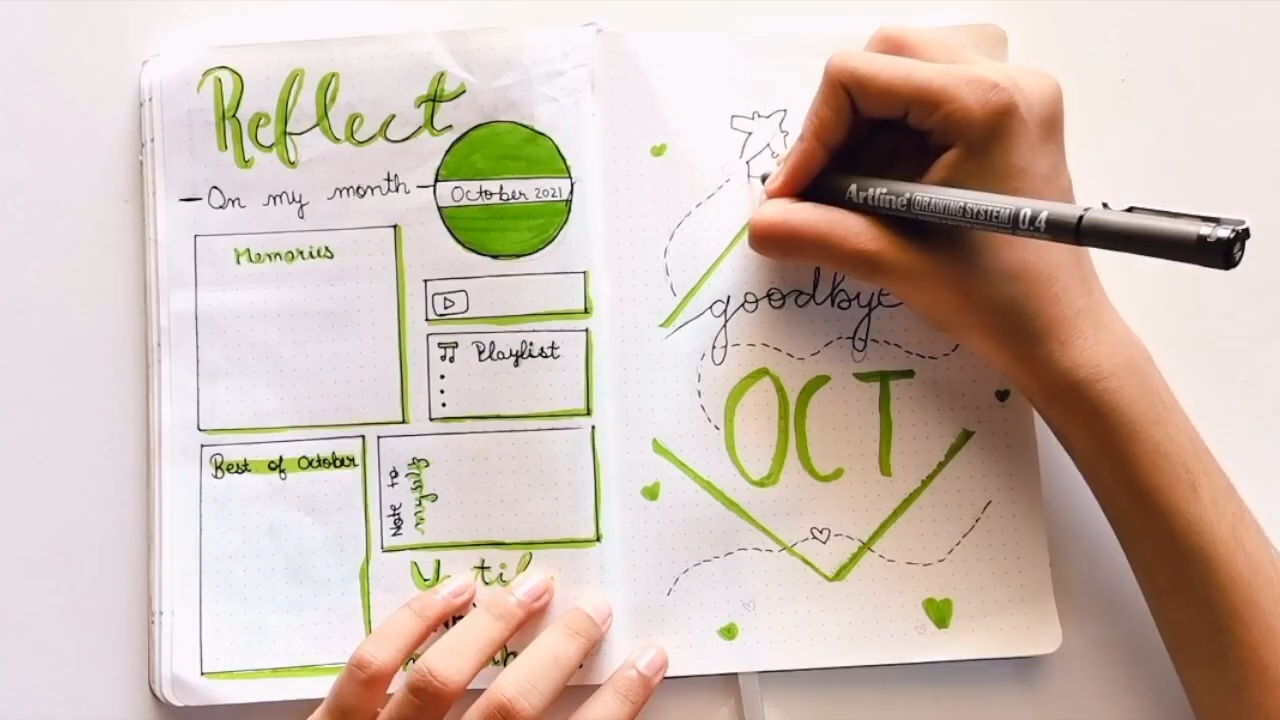 Reflect
- On my month -
October 2021
Memories
Playlist
Best of October
Note to
myself
goodbye
OCT
Artline DRAWING SYSTEM 0.4